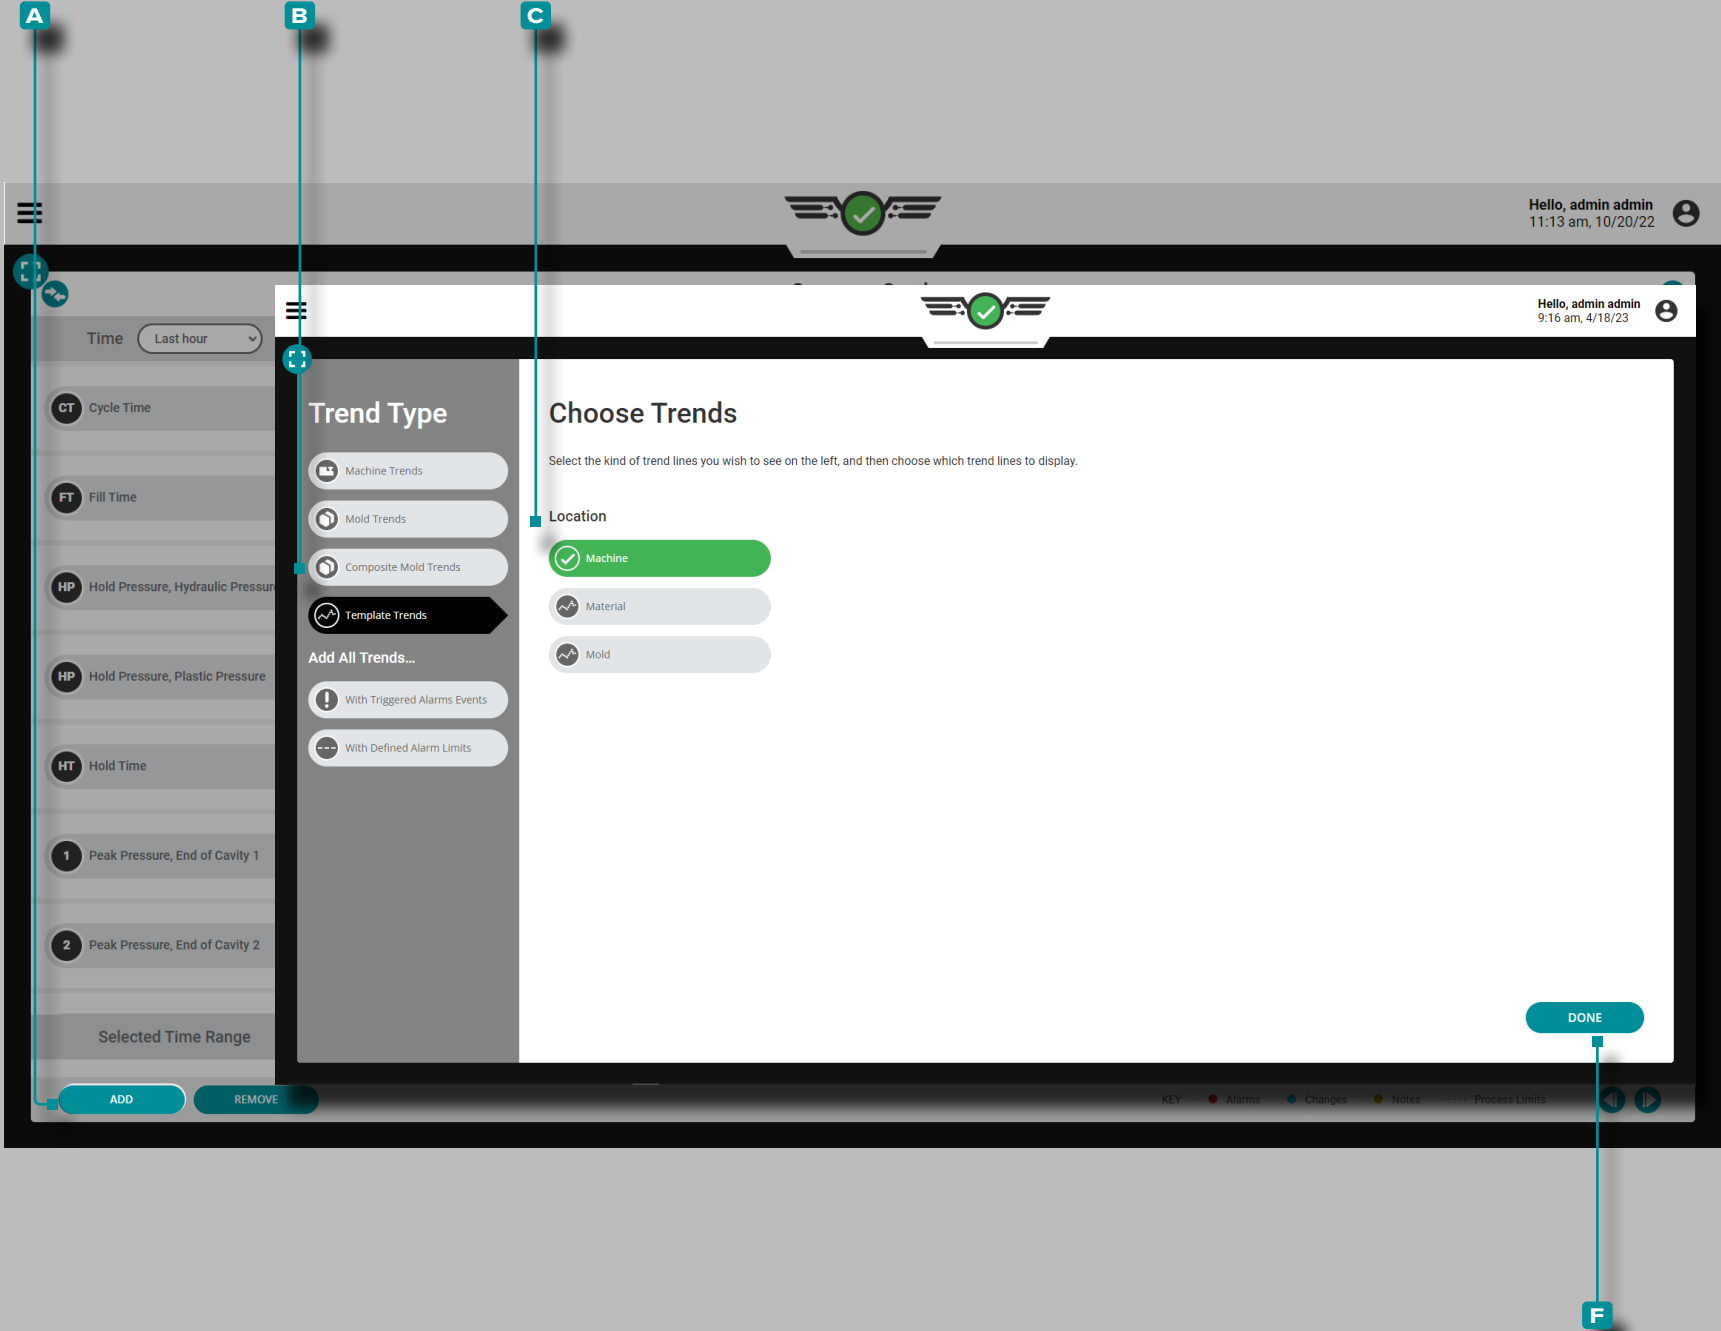 A
B
C
Hello, admin admin
11:13 am, 10/20/22
Time
Last hour
CT
Cycle Time
FT
Fill Time
HP
Hold Pressure, Hydraulic Pressure
HP
Hold Pressure, Plastic Pressure
HT
Hold Time
1
Peak Pressure, End of Cavity 1
2
Peak Pressure, End of Cavity 2
Selected Time Range
ADD
REMOVE
Hello, admin admin
9:16 am, 4/18/23
Trend Type
Machine Trends
Mold Trends
Composite Mold Trends
Template Trends
Add All Trends...
With Triggered Alarms Events
With Defined Alarm Limits
Choose Trends
Select the kind of trend lines you wish to see on the left, and then choose which trend lines to display.
Location
Machine
Material
Mold
DONE
KEY
Alarms
Changes
Notes
Process Limits
F